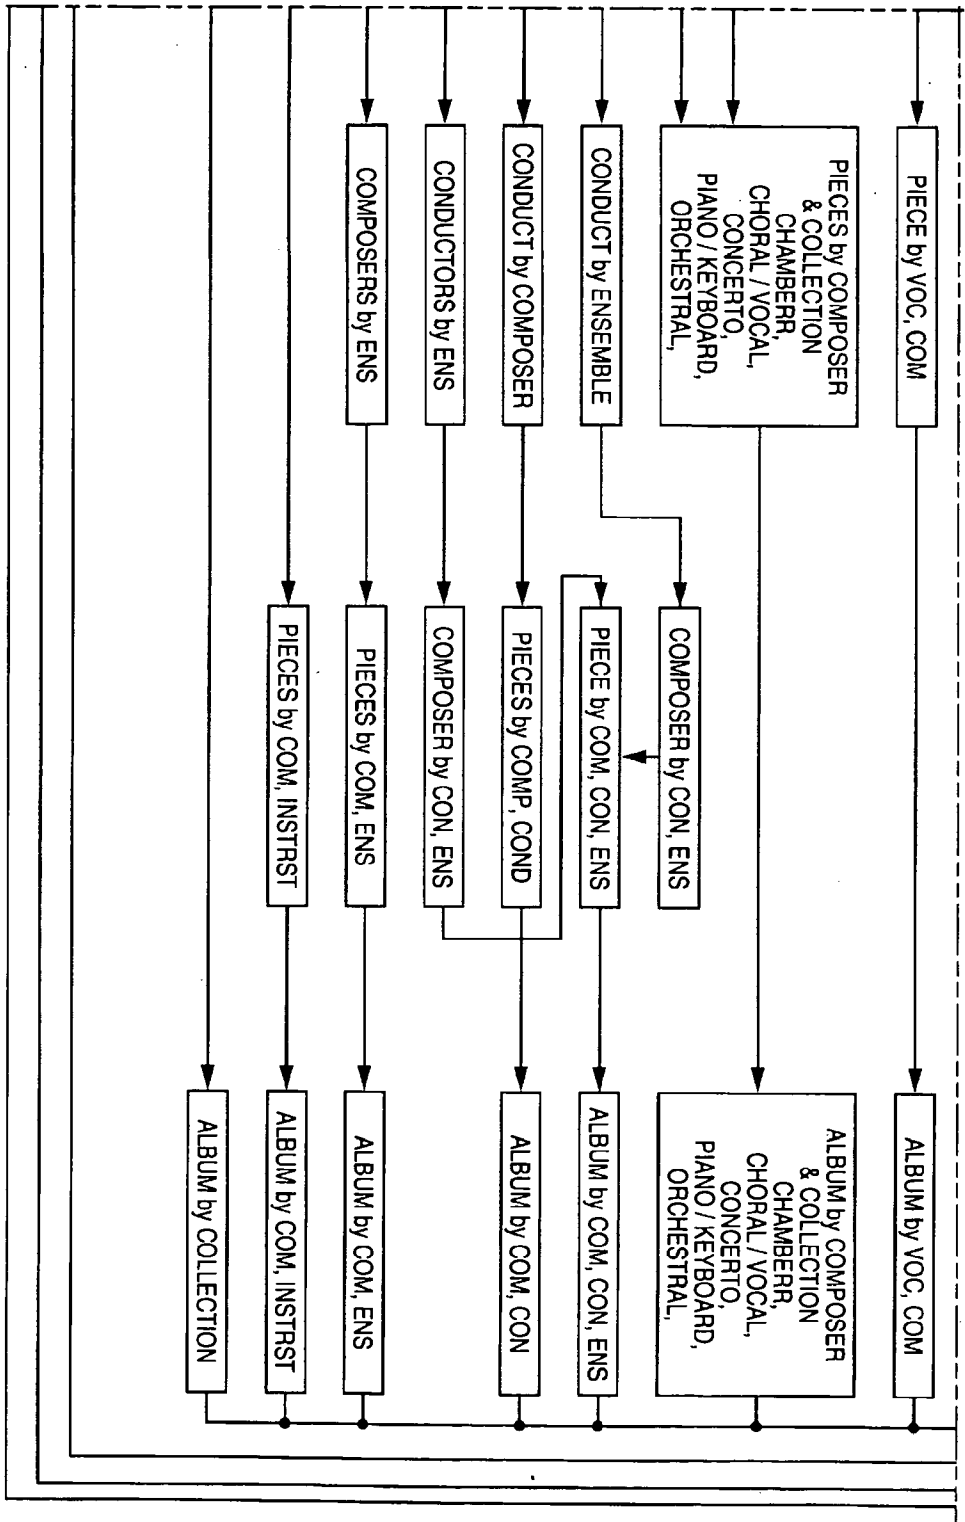 PIECE by VOC, COM
ALBUM by VOC, COM
PIECES by COMPOSER
& COLLECTION
CHAMBERR,
CHORAL / VOCAL,
CONCERTO,
PIANO / KEYBOARD,
ORCHESTRAL,
ALBUM by COMPOSER
& COLLECTION
CHAMBERR,
CHORAL / VOCAL,
CONCERTO,
PIANO / KEYBOARD,
ORCHESTRAL,
COMPOSER by CON, ENS
CONDUCT by ENSEMBLE
PIECE by COM, CON, ENS
ALBUM by COM, CON, ENS
CONDUCT by COMPOSER
PIECES by COMP, COND
ALBUM by COM, CON
CONDUCTORS by ENS
COMPOSER by CON, ENS
COMPOSERS by ENS
PIECES by COM, ENS
ALBUM by COM, ENS
PIECES by COM, INSTRST
ALBUM by COM, INSTRST
ALBUM by COLLECTION